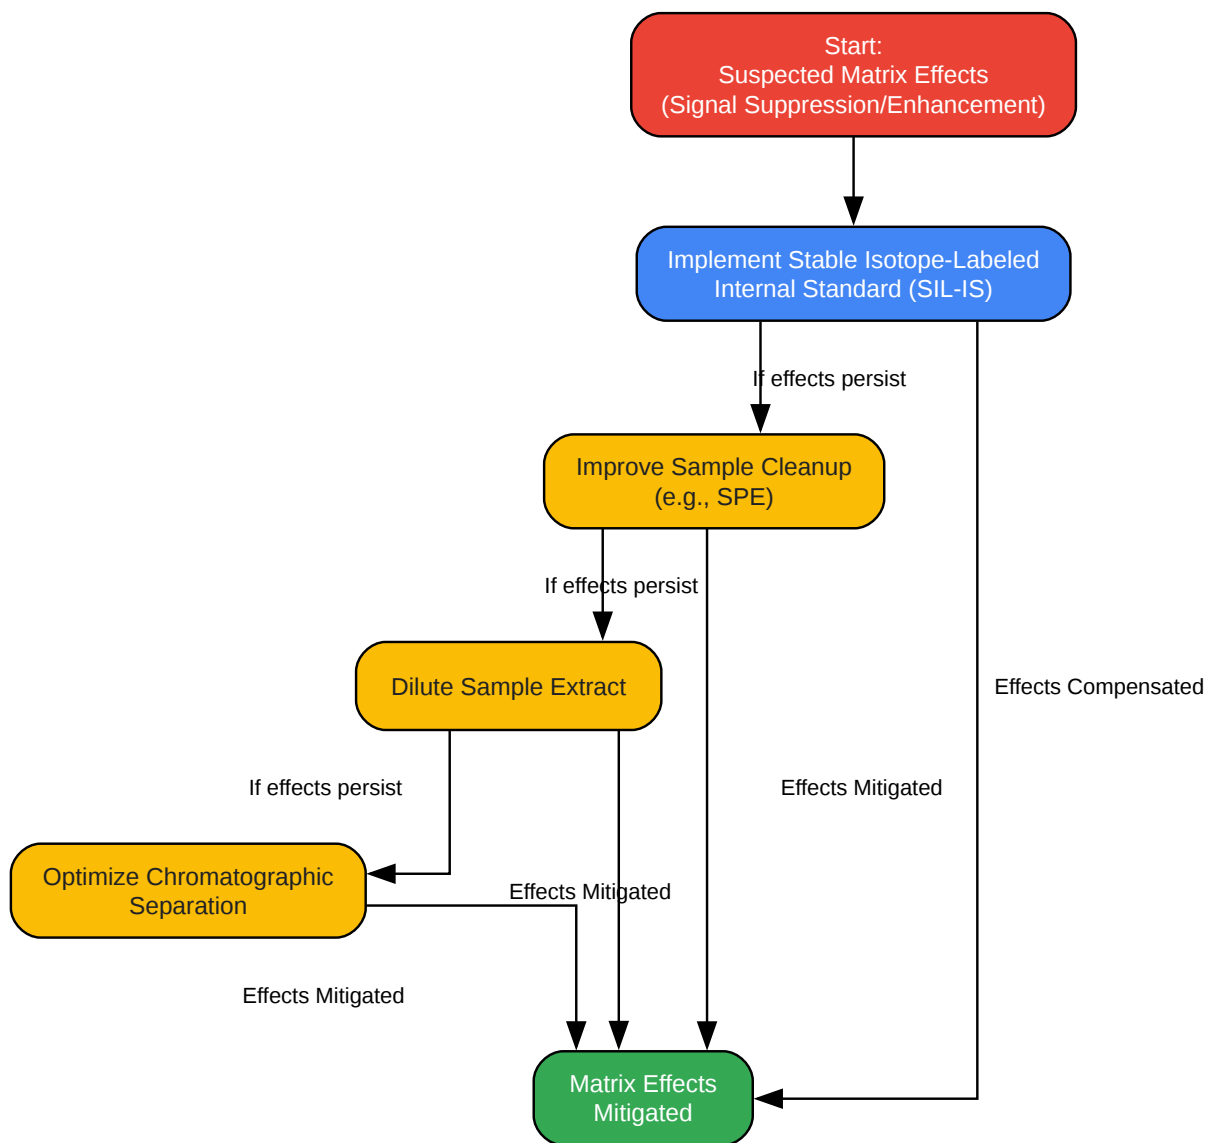 Start:
Suspected Matrix Effects
(Signal Suppression/Enhancement)
Implement Stable Isotope-Labeled
Internal Standard (SIL-IS)
If effects persist
Improve Sample Cleanup
(e.g., SPE)
If effects persist
Dilute Sample Extract
Effects Compensated
If effects persist
Effects Mitigated
Optimize Chromatographic
Separation
Effects Mitigated
Effects Mitigated
Matrix Effects
Mitigated